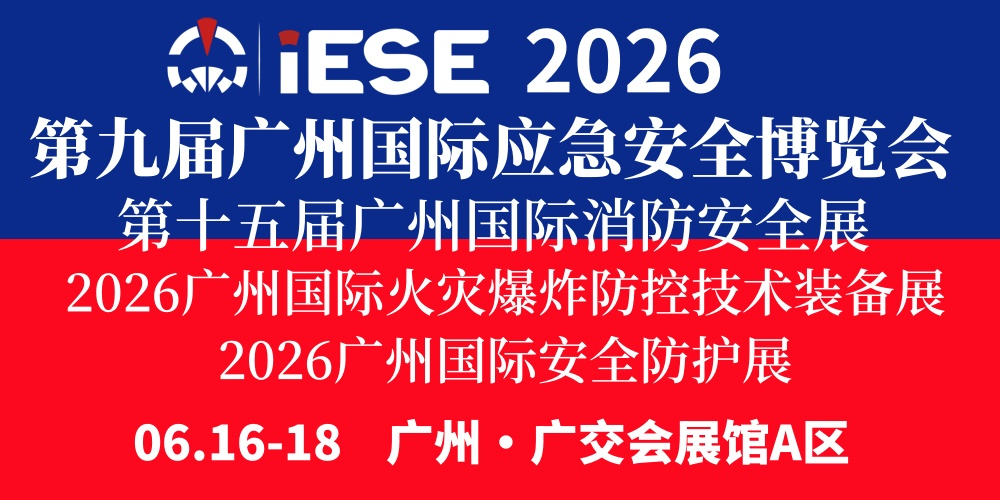 iESE 2026
第九届广州国际应急安全博览会
第十五届广州国际消防安全展
2026广州国际火灾爆炸防控技术装备展
2026广州国际安全防护展
06.16-18 广州·广交会展馆A区